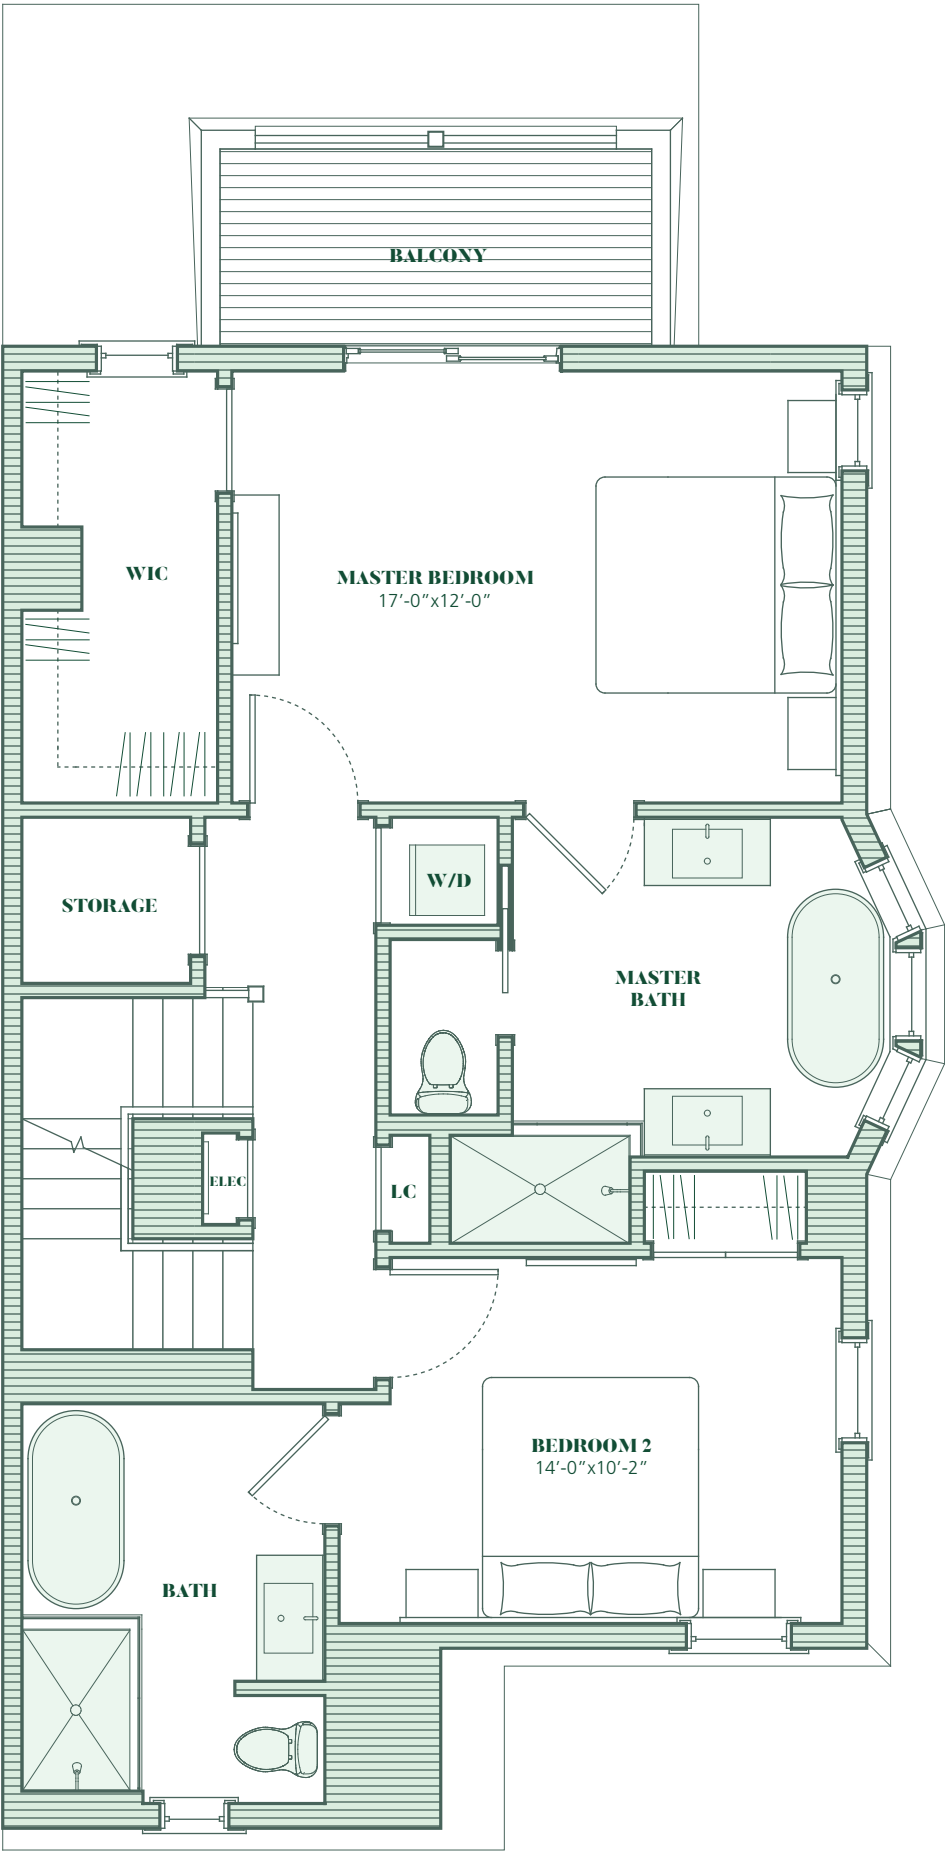 BALCONY
WIC
MASTER BEDROOM
17’-0”x12’-0”
W/D
STORAGE
MASTER
BATH
ELEC
LC
BEDROOM 2
14’-0”x10’-2”
BATH